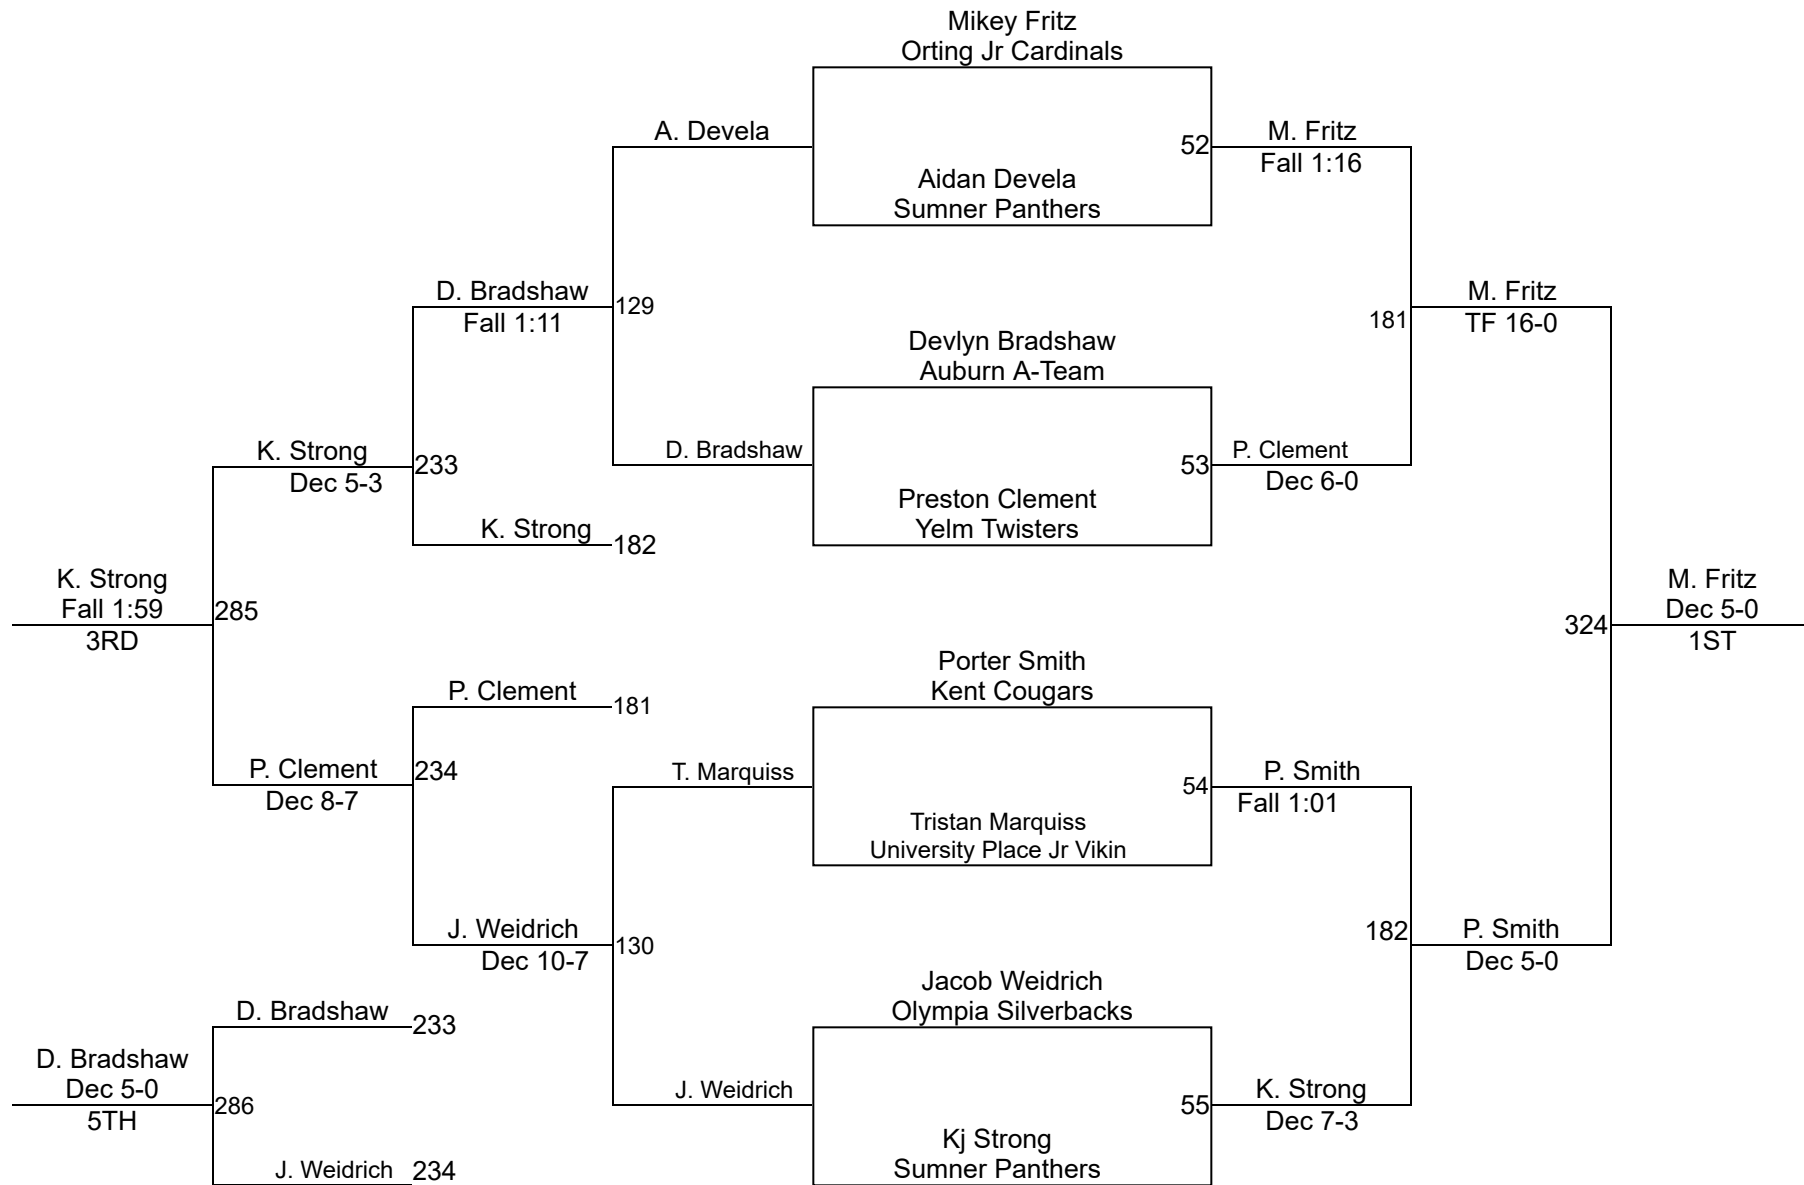 Mikey Fritz
Orting Jr Cardinals
A. Devela
52
M. Fritz
Fall 1:16
Aidan Devela
Sumner Panthers
D. Bradshaw
Fall 1:11
129
M. Fritz
TF 16-0
181
Devlyn Bradshaw
Auburn A-Team
K. Strong
Dec 5-3
233
D. Bradshaw
53
P. Clement
Dec 6-0
Preston Clement
Yelm Twisters
K. Strong
182
K. Strong
Fall 1:59
3RD
285
324
M. Fritz
Dec 5-0
1ST
Porter Smith
Kent Cougars
P. Clement
181
P. Clement
Dec 8-7
234
T. Marquiss
54
P. Smith
Fall 1:01
Tristan Marquiss
University Place Jr Vikin
J. Weidrich
Dec 10-7
130
182
P. Smith
Dec 5-0
Jacob Weidrich
Olympia Silverbacks
D. Bradshaw
233
D. Bradshaw
Dec 5-0
5TH
286
J. Weidrich
55
K. Strong
Dec 7-3
Kj Strong
Sumner Panthers
J. Weidrich
234